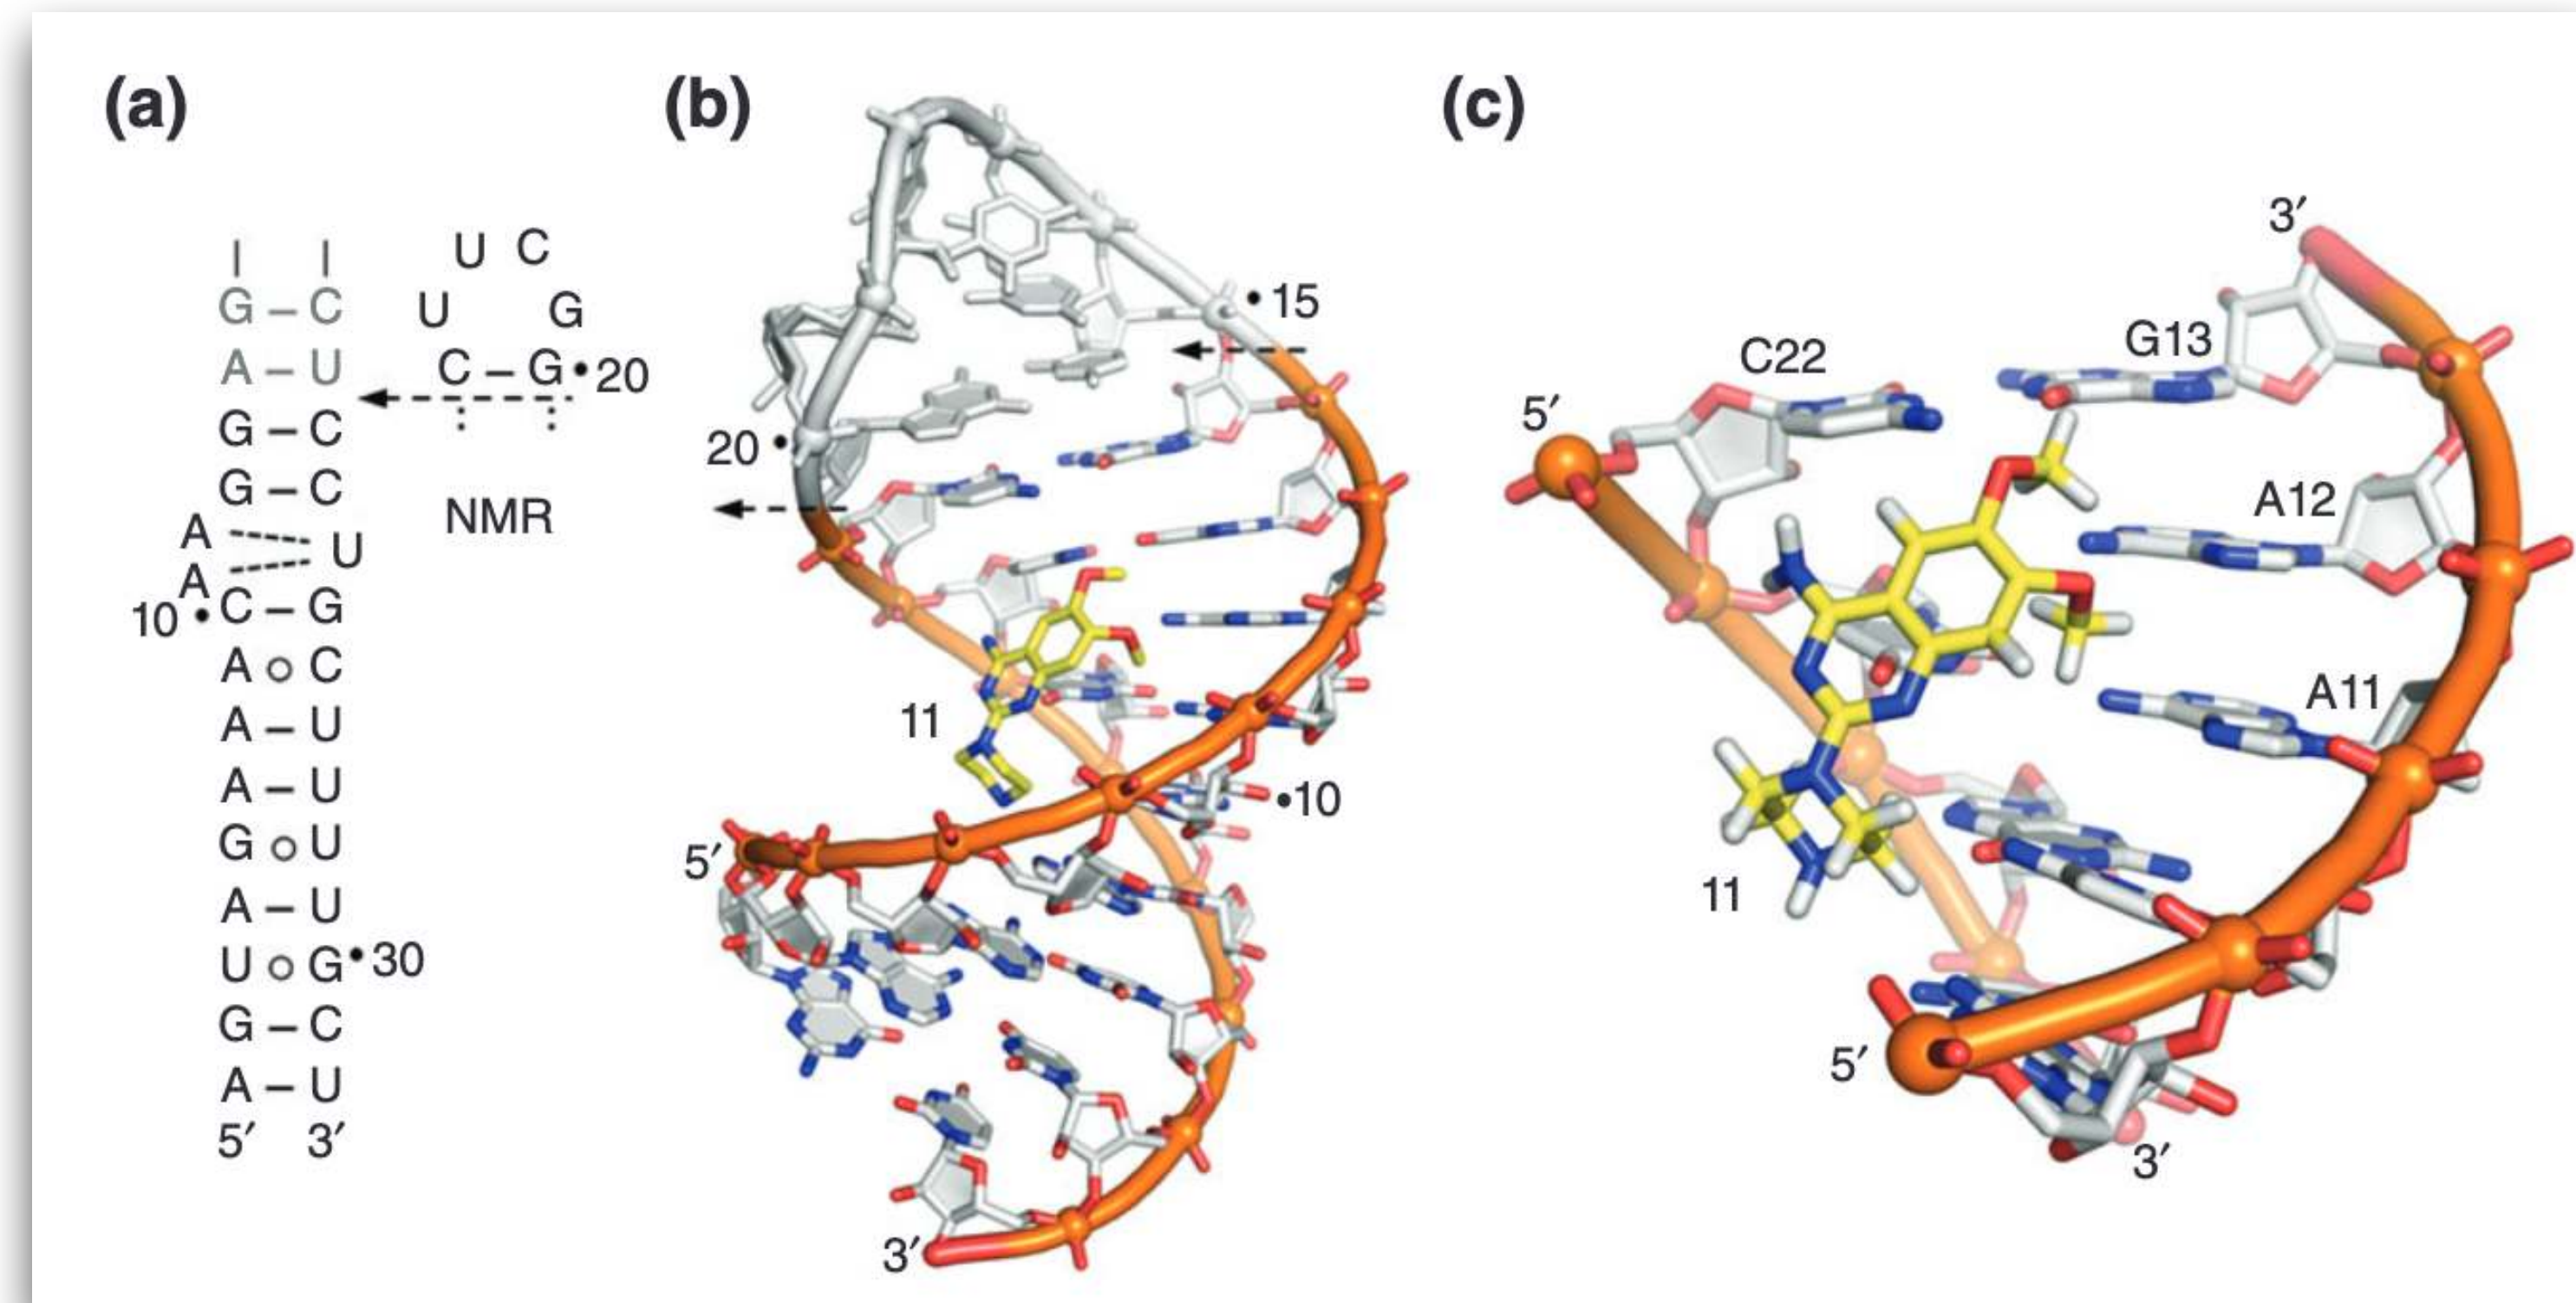 (a)
I I
U C
G – C
U G
A – U
C – G • 20
G – C
G – C
NMR
A U
A
10 • C – G
A o C
A – U
A – U
G o U
A – U
U o G • 30
G – C
A – U
5′ 3′
(b)
• 15
20 •
11
• 10
5′
3′
(c)
3′
C22
G13
5′
A12
A11
11
5′
3′